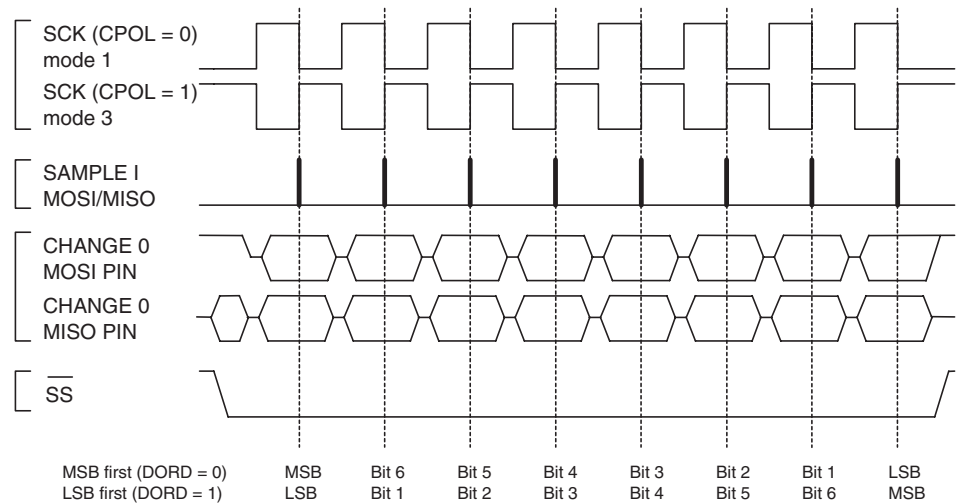 SCK (CPOL = 0)
mode 1
SCK (CPOL = 1)
mode 3
SAMPLE I
MOSI/MISO
CHANGE 0
MOSI PIN
CHANGE 0
MISO PIN
SS
MSB first (DORD = 0) MSB Bit 6 Bit 5 Bit 4 Bit 3 Bit 2 Bit 1 LSB
LSB first (DORD = 1) LSB Bit 1 Bit 2 Bit 3 Bit 4 Bit 5 Bit 6 MSB